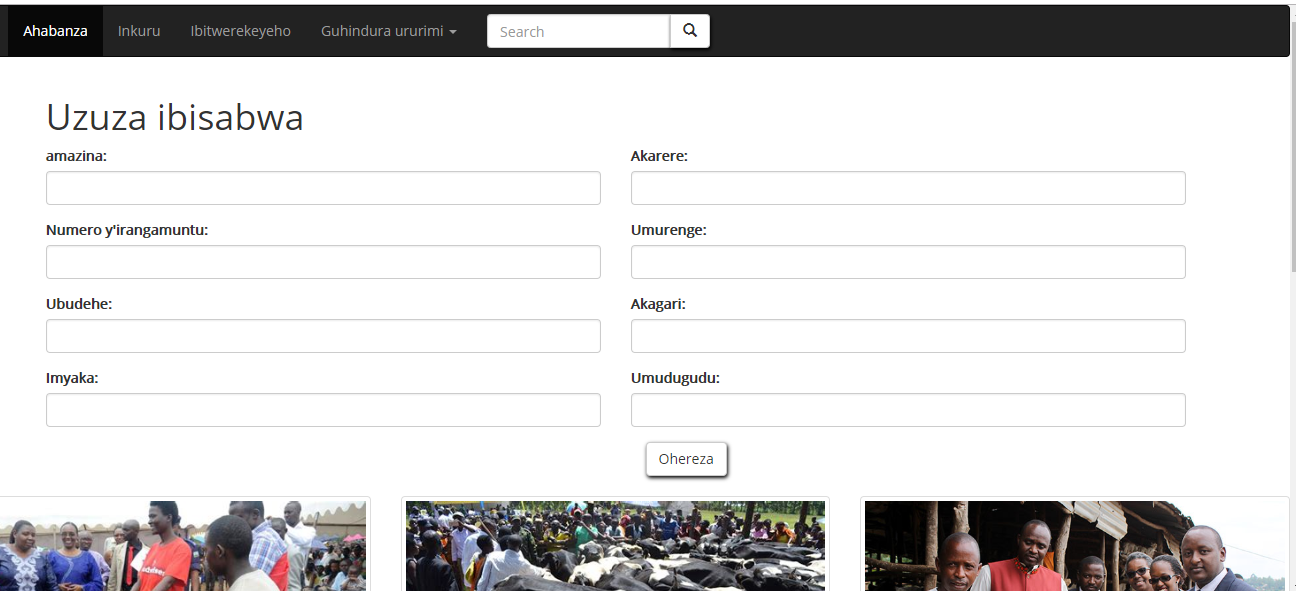 Ahabanza Inkuru Ibitwerekeyeho Guhindura ururimi Search
Uzuza ibisabwa
amazina: Akarere:
Numero y'irangamuntu: Umurenge:
Ubudehe: Akagari:
Imyaka: Umudugudu:
Ohereza